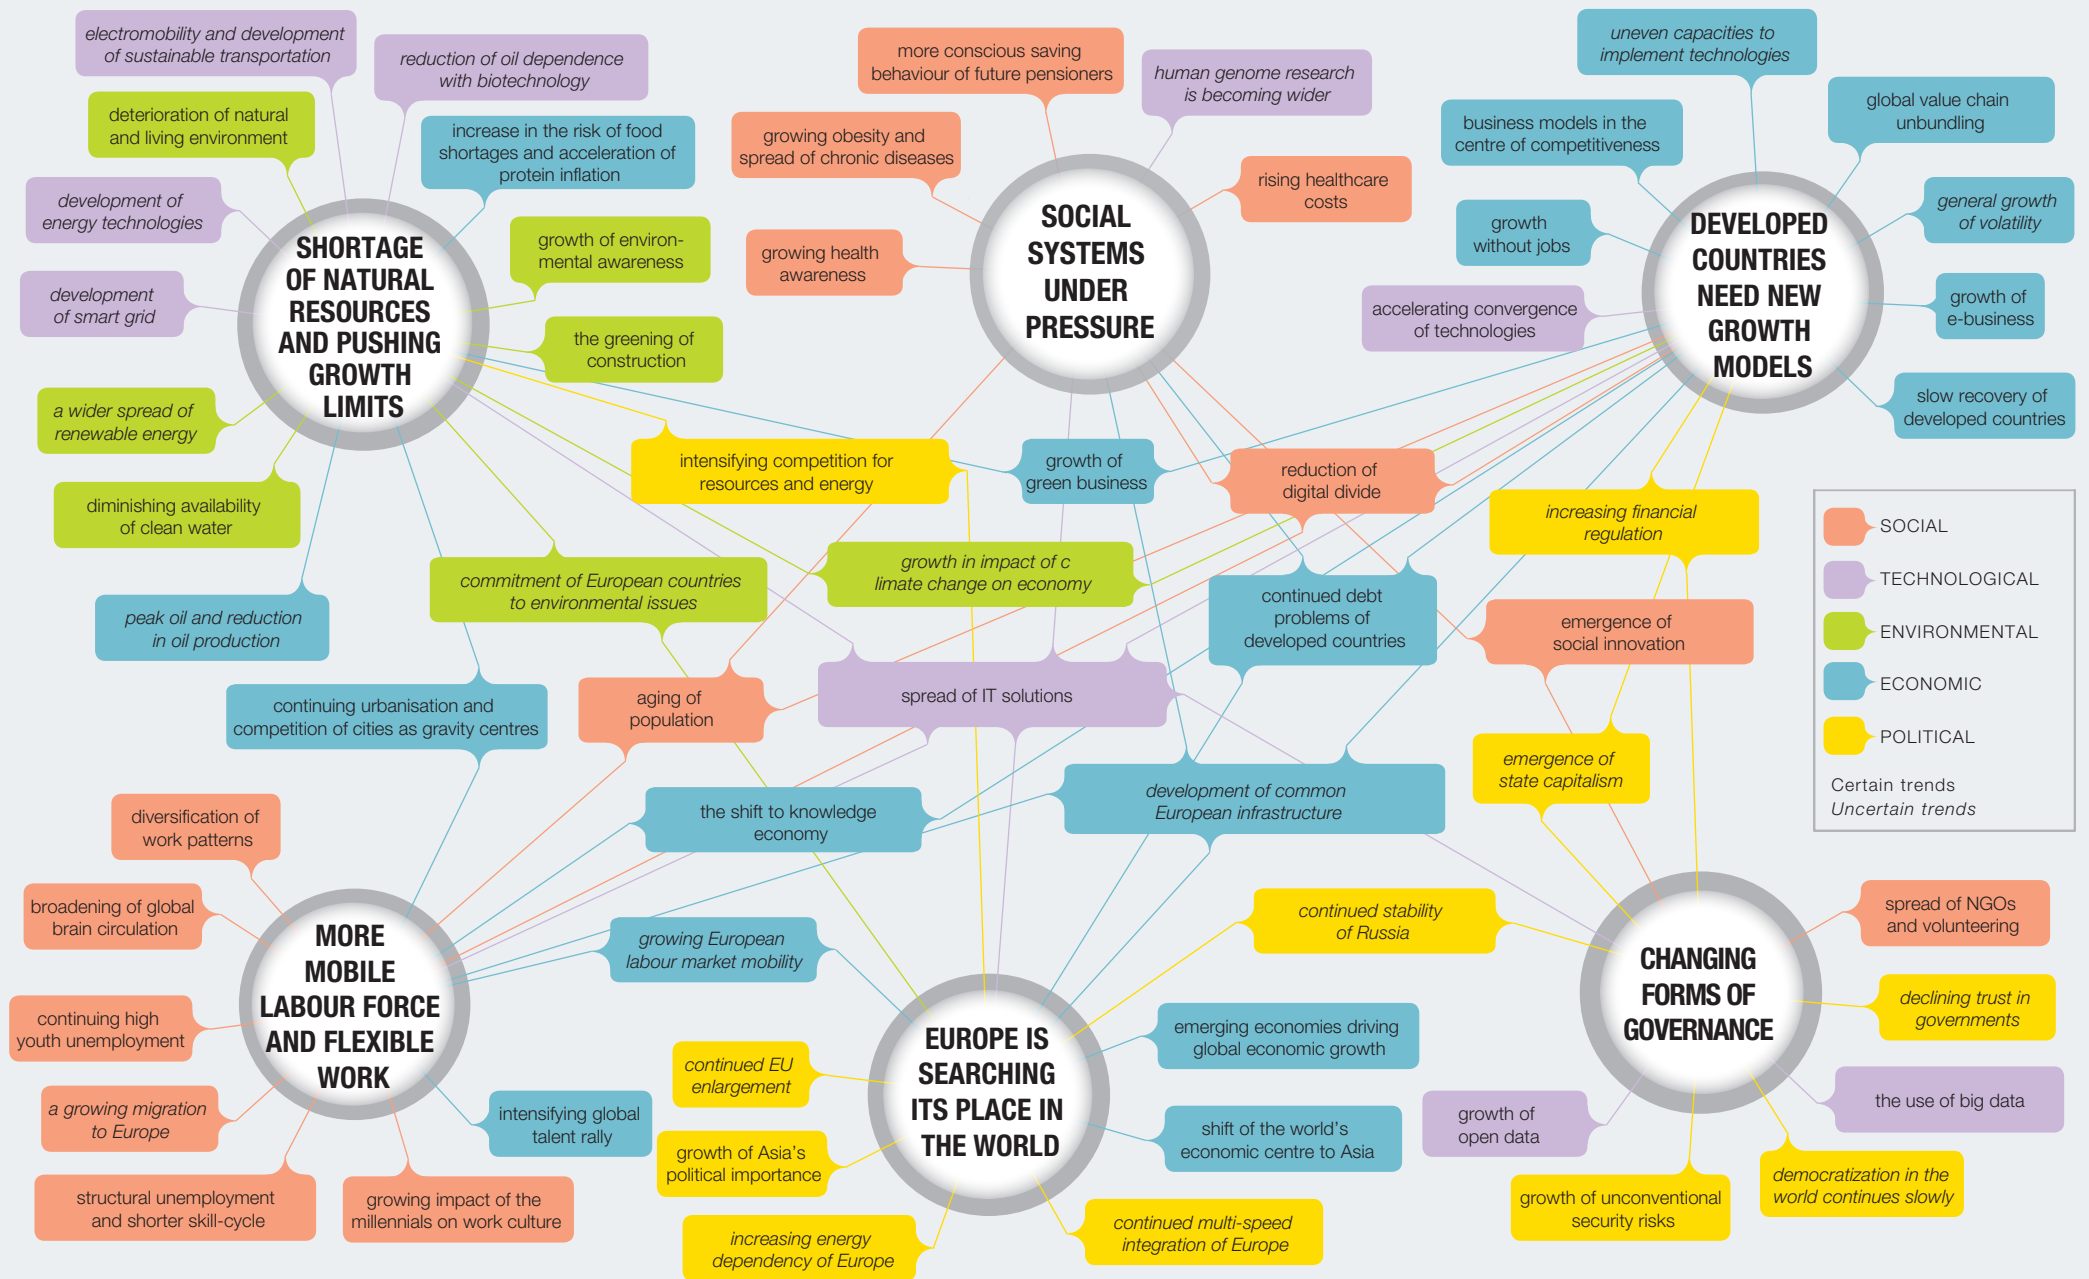 electromobility and development
of sustainable transportation
reduction of oil dependence
with biotechnology
deterioration of natural
and living environment
increase in the risk of food
shortages and acceleration of
protein inflation
development of
energy technologies
growth of environ-
mental awareness
development
of smart grid
the greening of
construction
SHORTAGE
OF NATURAL
RESOURCES
AND PUSHING
GROWTH
LIMITS
a wider spread of
renewable energy
diminishing availability
of clean water
peak oil and reduction
in oil production
more conscious saving
behaviour of future pensioners
human genome research
is becoming wider
growing obesity and
spread of chronic diseases
rising healthcare
costs
growing health
awareness
SOCIAL
SYSTEMS
UNDER
PRESSURE
uneven capacities to
implement technologies
global value chain
unbundling
business models in the
centre of competitiveness
general growth
of volatility
growth
without jobs
growth of
e-business
accelerating convergence
of technologies
slow recovery of
developed countries
DEVELOPED
COUNTRIES
NEED NEW
GROWTH
MODELS
intensifying competition for
resources and energy
growth of
green business
reduction of
digital divide
increasing financial
regulation
commitment of European countries
to environmental issues
growth in impact of c
limate change on economy
continued debt
problems of
developed countries
emergence of
social innovation
continuing urbanisation and
competition of cities as gravity centres
aging of
population
spread of IT solutions
emergence of
state capitalism
the shift to knowledge
economy
development of common
European infrastructure
SOCIAL
TECHNOLOGICAL
ENVIRONMENTAL
ECONOMIC
POLITICAL
Certain trends
Uncertain trends
diversification of
work patterns
broadening of global
brain circulation
continuing high
youth unemployment
a growing migration
to Europe
structural unemployment
and shorter skill-cycle
growing impact of the
millennials on work culture
intensifying global
talent rally
MORE
MOBILE
LABOUR FORCE
AND FLEXIBLE
WORK
growing European
labour market mobility
continued stability
of Russia
continued EU
enlargement
emerging economies driving
global economic growth
growth of Asia's
political importance
shift of the world's
economic centre to Asia
increasing energy
dependency of Europe
continued multi-speed
integration of Europe
EUROPE IS
SEARCHING
ITS PLACE IN
THE WORLD
spread of NGOs
and volunteering
declining trust in
governments
the use of big data
growth of
open data
growth of unconventional
security risks
democratization in the
world continues slowly
CHANGING
FORMS OF
GOVERNANCE